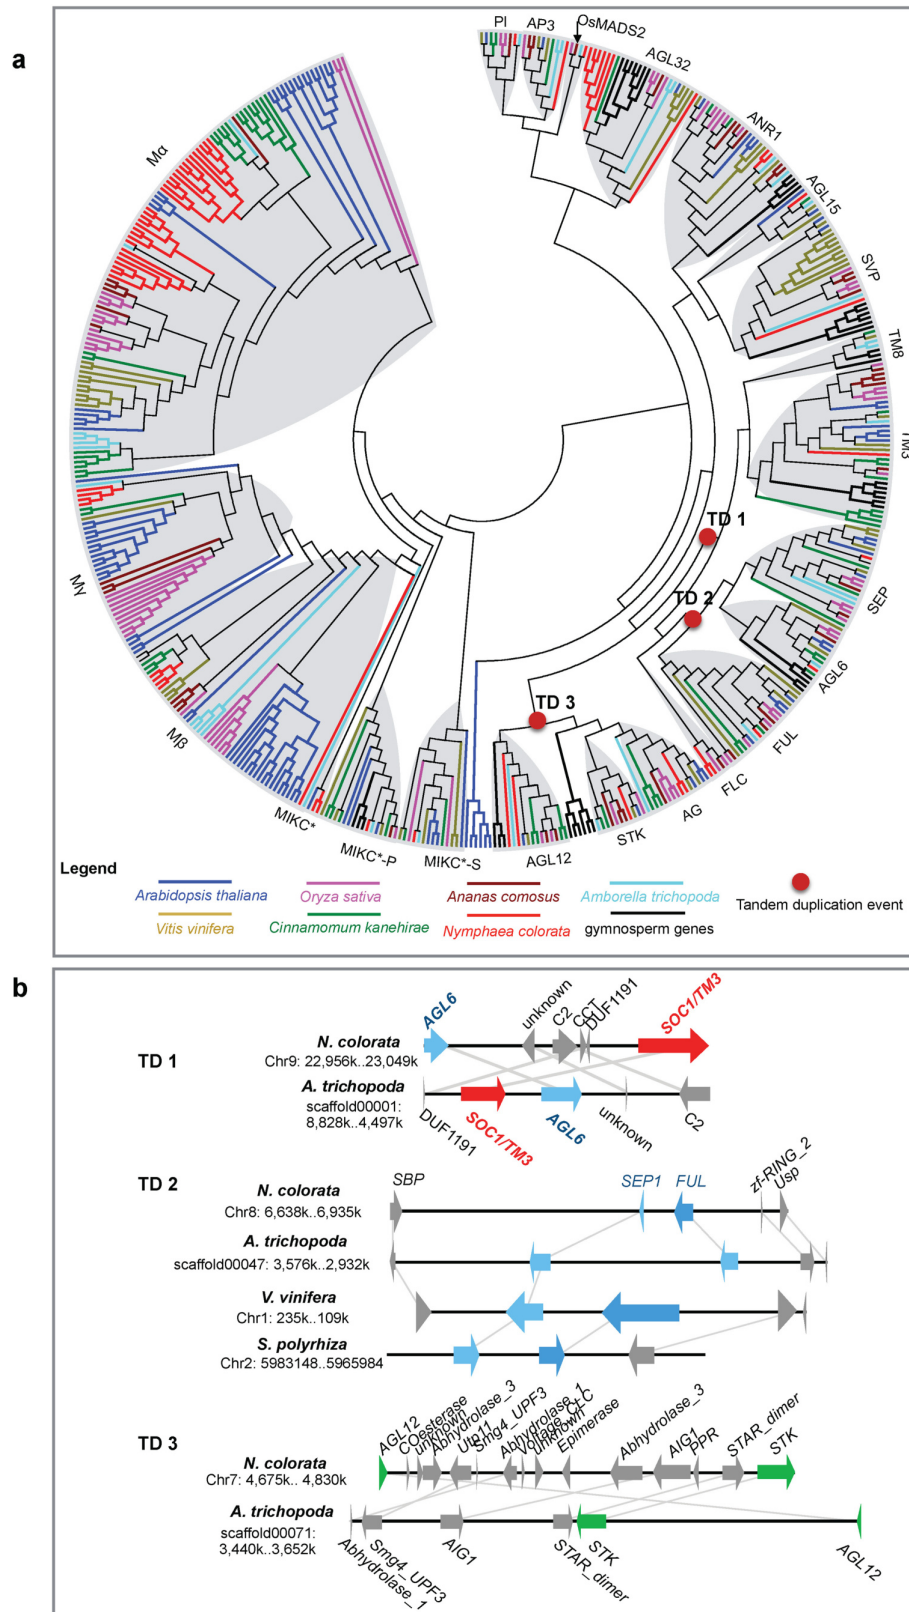 a
PI
AP3
OsMADS2
AGL32
ANR1
AGL15
SVP
TM8
TM3
SEP
AGL6
FUL
FLC
AG
STK
AGL12
MIKC*-S
MIKC*-P
MIKC*
Mβ
Mγ
Mα
TD 1
TD 2
TD 3
Legend
Arabidopsis thaliana
Oryza sativa
Ananas comosus
Amborella trichopoda
Tandem duplication event
Vitis vinifera
Cinnamomum kanehirae
Nymphaea colorata
gymnosperm genes
b
TD 1
AGL6
unknown
C2
CCT
DUF1191
SOC1/TM3
N. colorata
Chr9: 22,956k..23,049k
A. trichopoda
scaffold00001:
8,828k..4,497k
DUF1191
SOC1/TM3
AGL6
unknown
C2
TD 2
SBP
SEP1
FUL
zf-RING_2
Usp
N. colorata
Chr8: 6,638k..6,935k
A. trichopoda
scaffold00047: 3,576k..2,932k
V. vinifera
Chr1: 235k..109k
S. polyrhiza
Chr2: 5983148..5965984
TD 3
AGL12
COesterase
unknown
Abhydrolase_3
Utp11
Smg4_UPF3
Abhydrolase_1
Voltage_CLC
unknown
Epimerase
Abhydrolase_3
AIG1
PPR
STAR_dimer
STK
N. colorata
Chr7: 4,675k.. 4,830k
A. trichopoda
scaffold00071:
3,440k..3,652k
Abhydrolase_1
Smg4_UPF3
AIG1
STAR_dimer
STK
AGL12